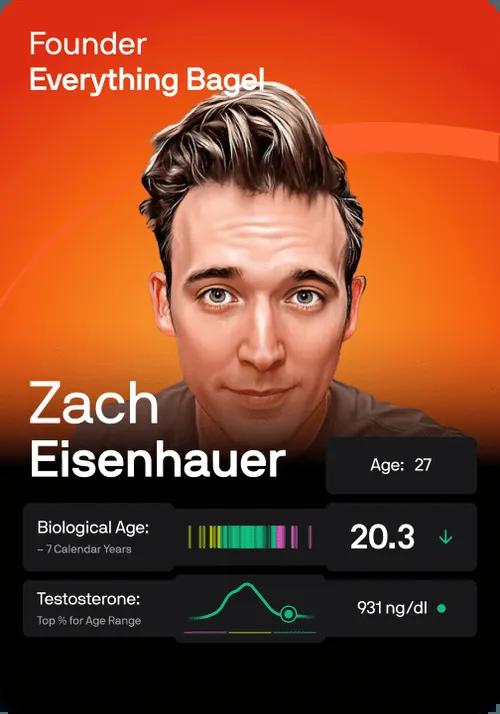 Founder
Everything Bagel
Zach
Eisenhauer
Age: 27
Biological Age:
– 7 Calendar Years
20.3
Testosterone:
Top % for Age Range
931 ng/dl